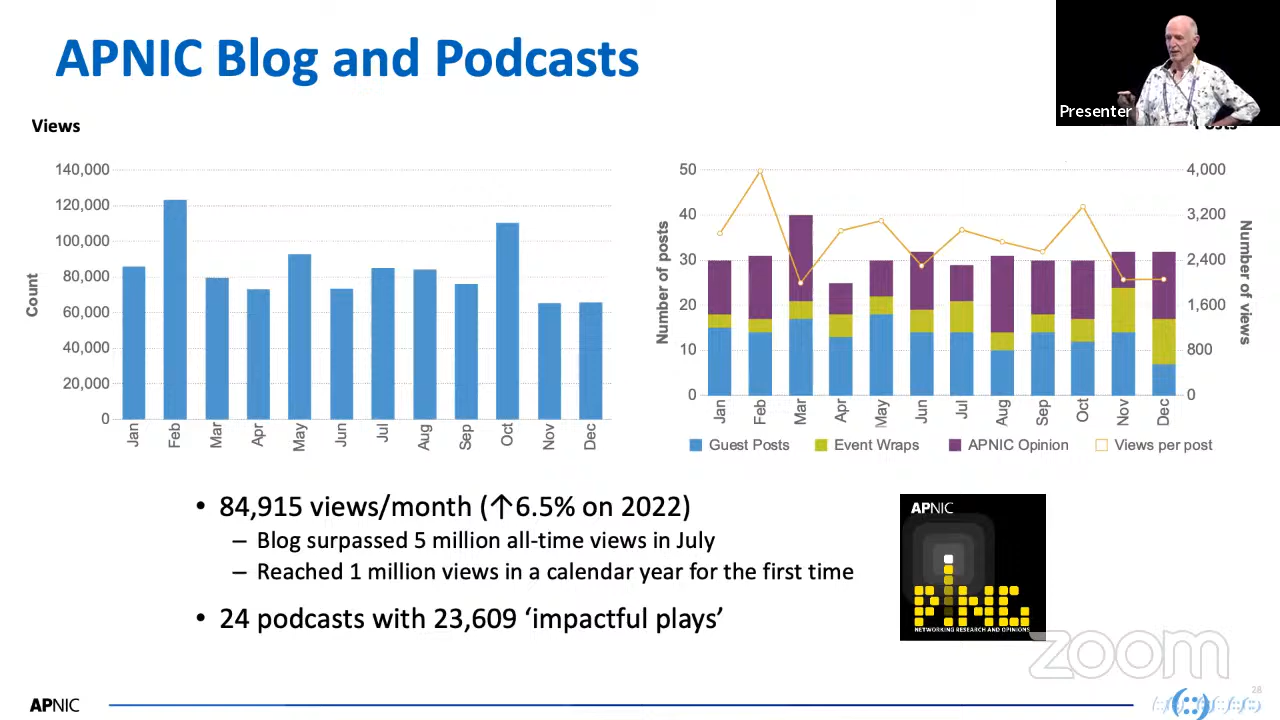 APNIC Blog and Podcasts
Presenter
Views
Posts
140,000
120,000
100,000
80,000
60,000
40,000
20,000
0
Count
Jan
Feb
Mar
Apr
May
Jun
Jul
Aug
Sep
Oct
Nov
Dec
50
40
30
20
10
0
Number of posts
4,000
3,200
2,400
1,600
800
0
Number of views
Jan
Feb
Mar
Apr
May
Jun
Jul
Aug
Sep
Oct
Nov
Dec
Guest Posts
Event Wraps
APNIC Opinion
Views per post
• 84,915 views/month (↑6.5% on 2022)
– Blog surpassed 5 million all-time views in July
– Reached 1 million views in a calendar year for the first time
• 24 podcasts with 23,609 ‘impactful plays’
APNIC
PING
NETWORKING RESEARCH AND OPINIONS
zoom
APNIC
28